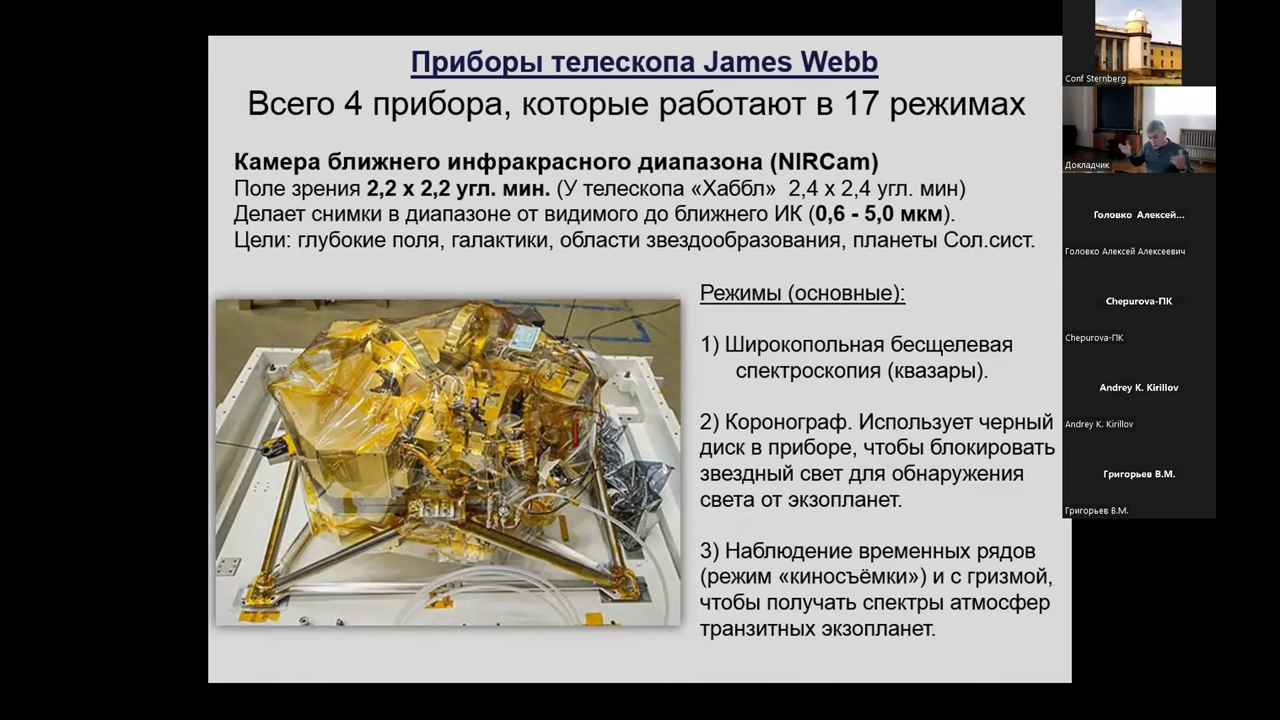 Приборы телескопа James Webb
Всего 4 прибора, которые работают в 17 режимах
Камера ближнего инфракрасного диапазона (NIRCam)
Поле зрения 2,2 x 2,2 угл. мин. (У телескопа «Хаббл» 2,4 x 2,4 угл. мин)
Делает снимки в диапазоне от видимого до ближнего ИК (0,6 - 5,0 мкм).
Цели: глубокие поля, галактики, области звездообразования, планеты Сол.сист.
Режимы (основные):
1) Широкопольная бесщелевая
спектроскопия (квазары).
2) Коронограф. Использует черный
диск в приборе, чтобы блокировать
звездный свет для обнаружения
света от экзопланет.
3) Наблюдение временных рядов
(режим «киносъёмки») и с гризмой,
чтобы получать спектры атмосфер
транзитных экзопланет.
Conf Sternberg
Докладчик
Головко Алексей...
Головко Алексей Алексеевич
Chepurova-ПК
Chepurova-ПК
Andrey K. Kirillov
Andrey K. Kirillov
Григорьев В.М.
Григорьев В.М.